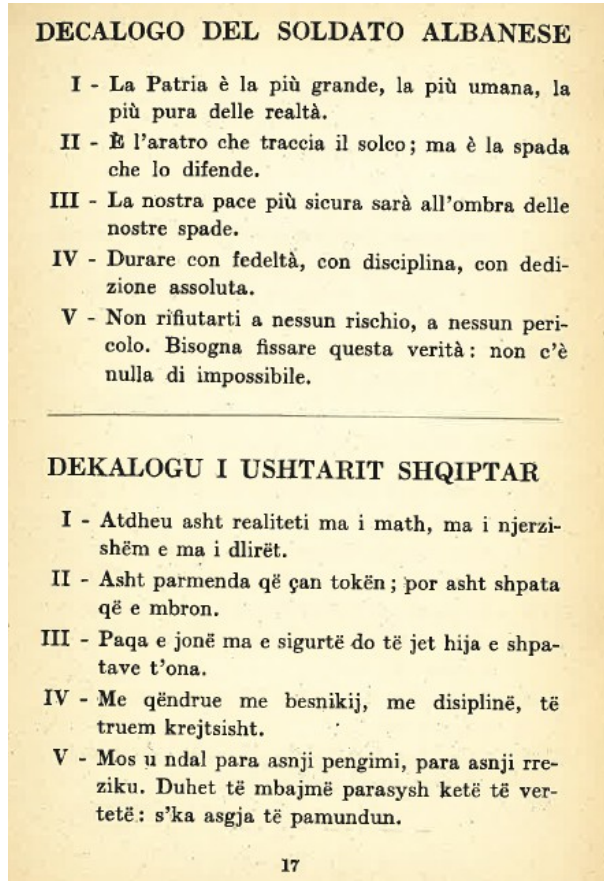 DECALOGO DEL SOLDATO ALBANESE
I - La Patria è la più grande, la più umana, la
più pura delle realtà.
II - È l'aratro che traccia il solco; ma è la spada
che lo difende.
III - La nostra pace più sicura sarà all'ombra delle
nostre spade.
IV - Durare con fedeltà, con disciplina, con dedi-
zione assoluta.
V - Non rifiutarti a nessun rischio, a nessun peri-
colo. Bisogna fissare questa verità: non c'è
nulla di impossibile.
DEKALOGU I USHTARIT SHQIPTAR
I - Atdheu asht realiteti ma i math, ma i njerzi-
shëm e ma i dlirët.
II - Asht parmenda që çan tokën; por asht shpata
që e mbron.
III - Paqa e jonë ma e sigurtë do të jet hija e shpa-
tave t'ona.
IV - Me qëndrue me besnikij, me disiplinë, të
truem krejtsisht.
V - Mos u ndal para asnji pengimi, para asnji rre-
ziku. Duhet të mbajmë parasysh ketë të ver-
tetë: s'ka asgja të pamundun.
17